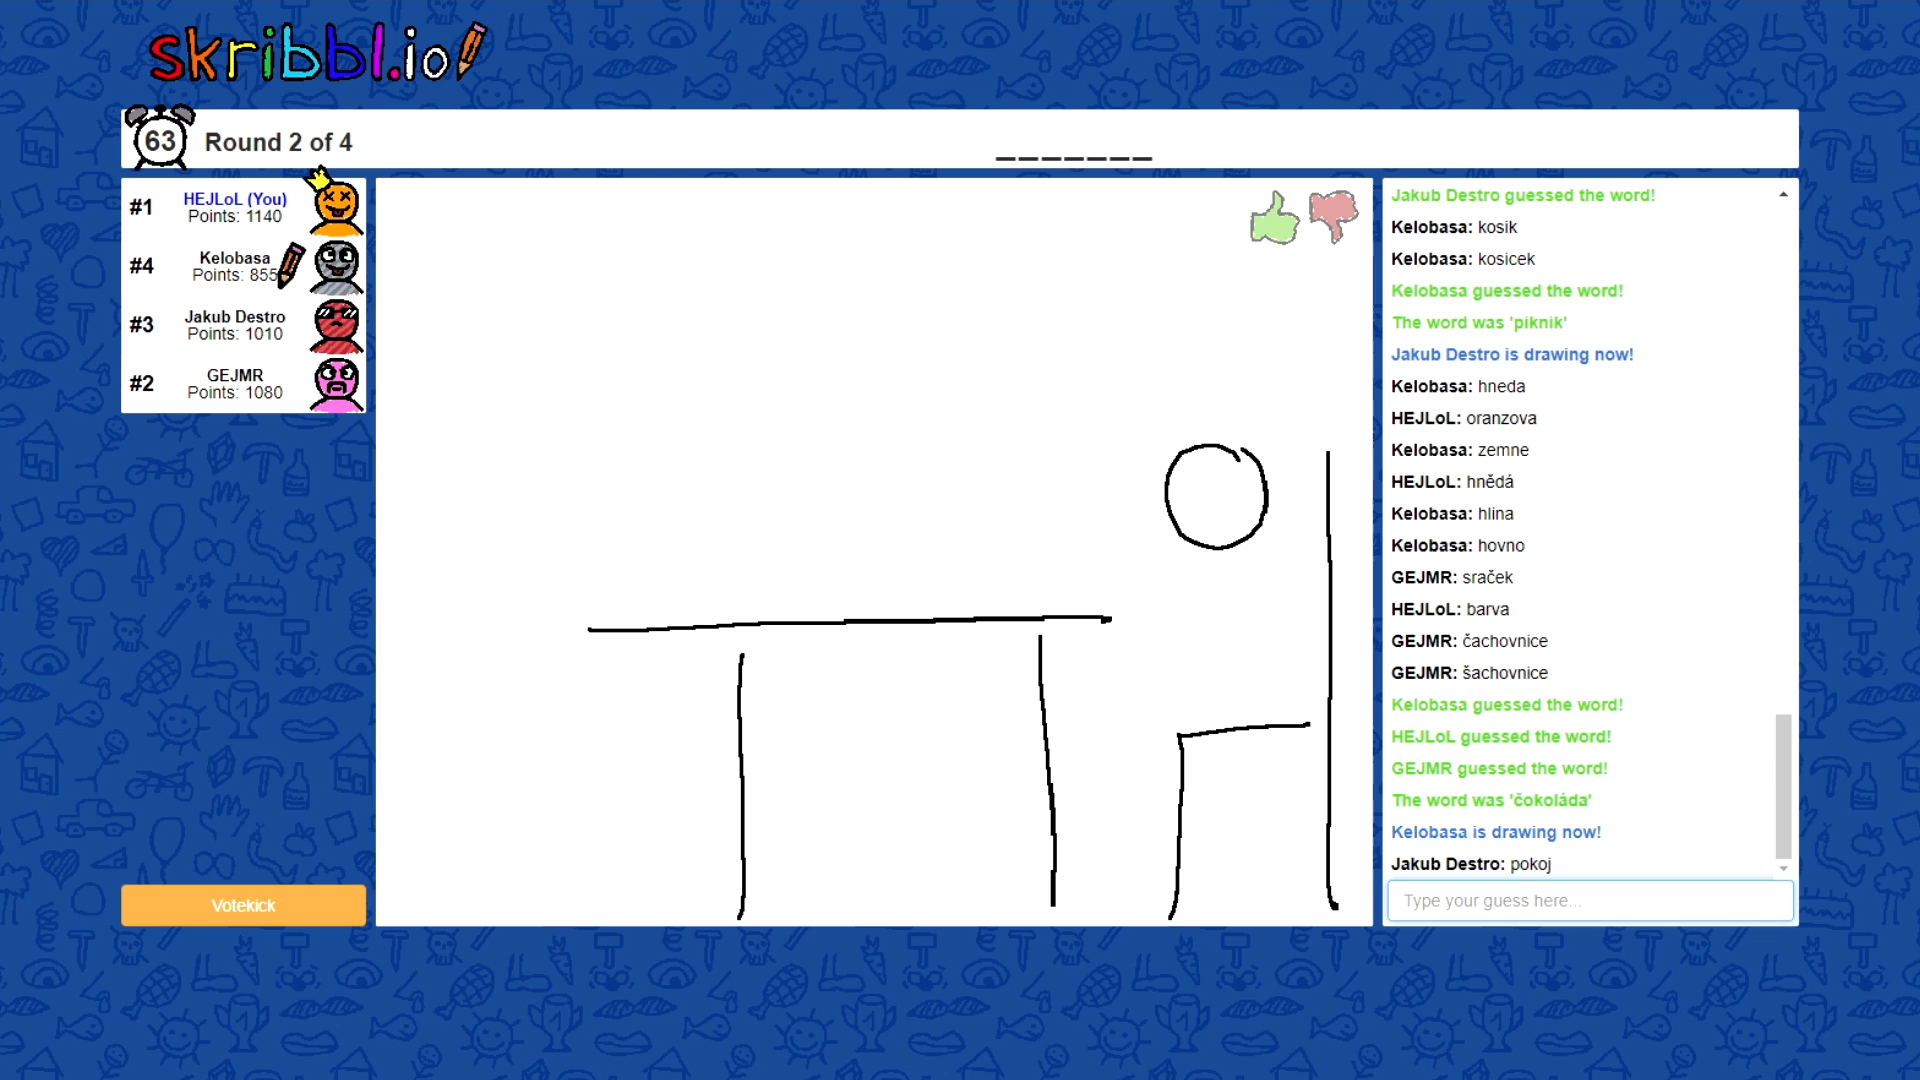 skribbl.io
63
Round 2 of 4
_______
#1
HEJLoL (You)
Points: 1140
#4
Kelobasa
Points: 855
#3
Jakub Destro
Points: 1010
#2
GEJMR
Points: 1080
Votekick
Jakub Destro guessed the word!
Kelobasa: kosik
Kelobasa: kosicek
Kelobasa guessed the word!
The word was 'piknik'
Jakub Destro is drawing now!
Kelobasa: hneda
HEJLoL: oranzova
Kelobasa: zemne
HEJLoL: hnědá
Kelobasa: hlina
Kelobasa: hovno
GEJMR: sraček
HEJLoL: barva
GEJMR: čachovnice
GEJMR: šachovnice
Kelobasa guessed the word!
HEJLoL guessed the word!
GEJMR guessed the word!
The word was 'čokoláda'
Kelobasa is drawing now!
Jakub Destro: pokoj
Type your guess here...